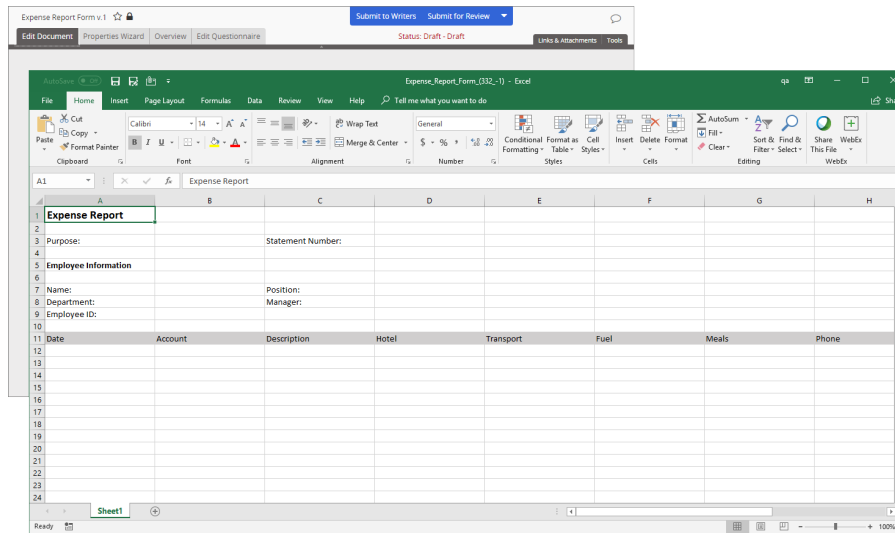 Expense Report Form v.1
Submit to Writers Submit for Review
Edit Document Properties Wizard Overview Edit Questionnaire
Status: Draft - Draft
Links & Attachments Tools
AutoSave Off
Expense_Report_Form_(332_-1) - Excel
qa
File Home Insert Page Layout Formulas Data Review View Help Tell me what you want to do
Cut
Copy
Format Painter
Paste
Clipboard
Calibri 14 A A
B I U A
Font
Wrap Text
Merge & Center
Alignment
General
$ % ,
Number
Conditional Formatting
Format as Table
Cell Styles
Styles
Insert Delete Format
Cells
AutoSum
Fill
Clear
Sort & Filter
Find & Select
Editing
Share This File
WebEx
WebEx
A1 fx Expense Report
A B C D E F G H
1 Expense Report
2
3 Purpose: Statement Number:
4
5 Employee Information
6
7 Name: Position:
8 Department: Manager:
9 Employee ID:
10
11 Date Account Description Hotel Transport Fuel Meals Phone
12
13
14
15
16
17
18
19
20
21
22
23
24
Sheet1
Ready
100%